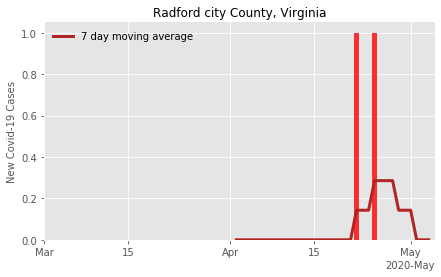 Radford city County, Virginia
7 day moving average
New Covid-19 Cases
1.0
0.8
0.6
0.4
0.2
0.0
Mar
15
Apr
15
May
2020-May